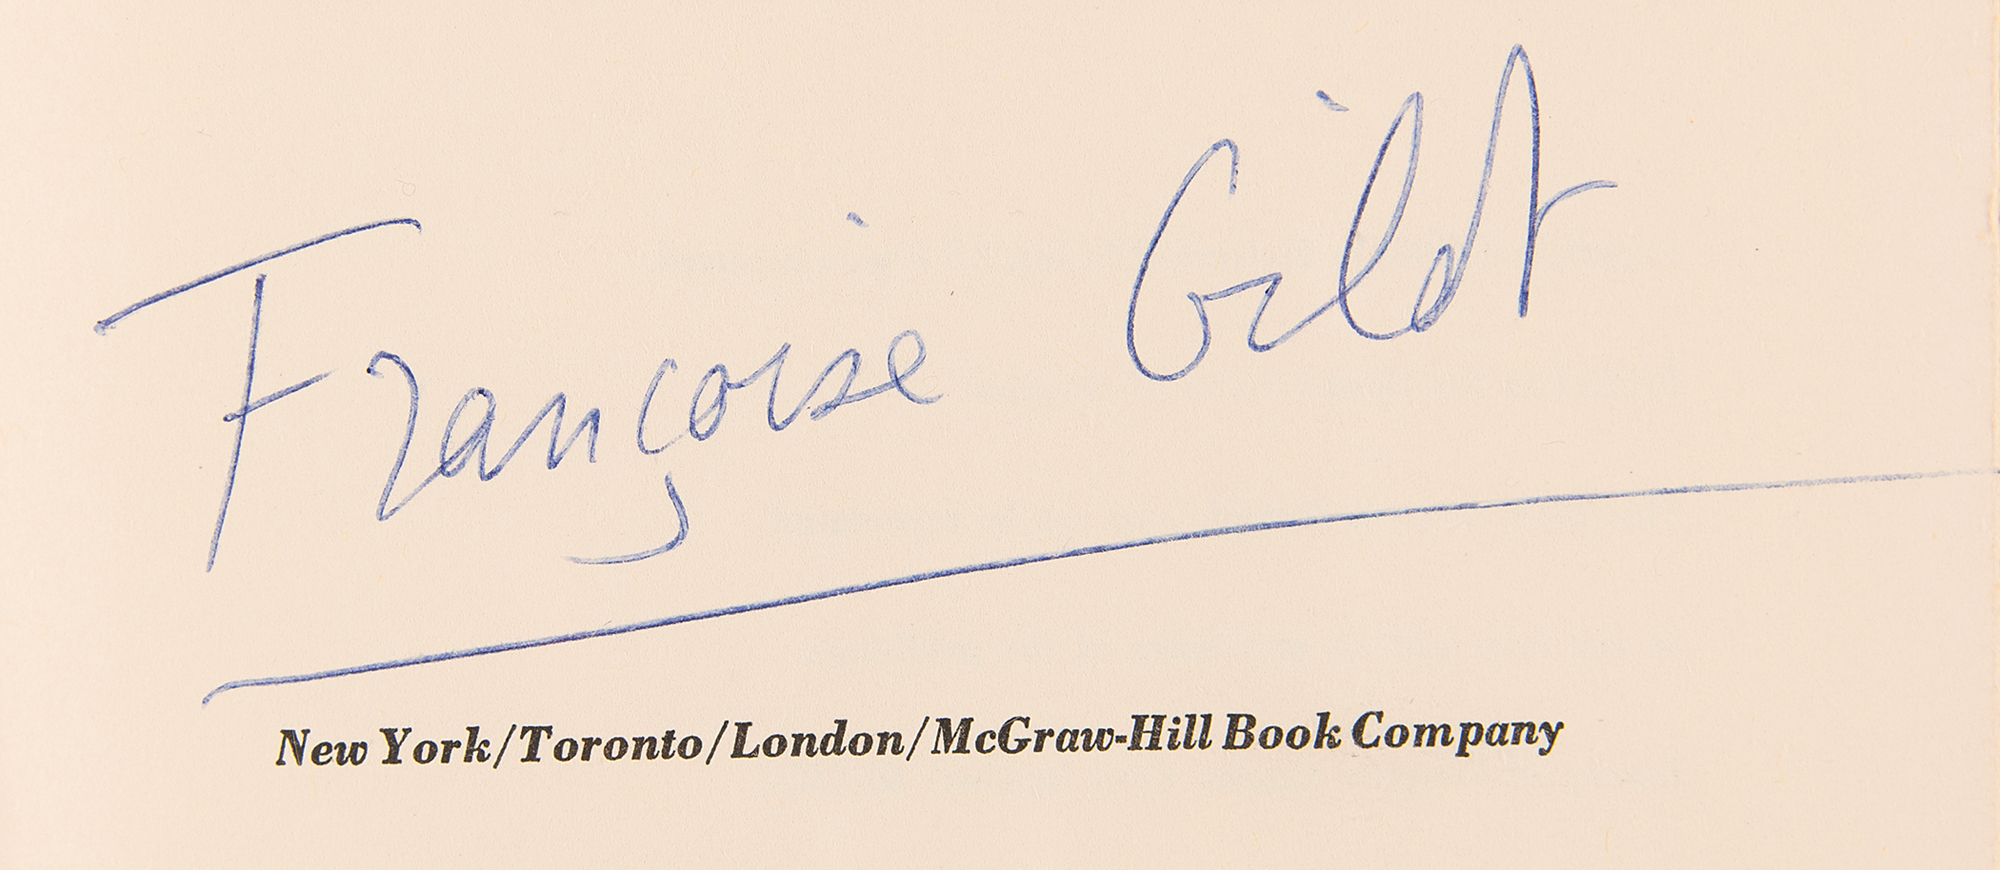 Françoise Gilot
New York/Toronto/London/McGraw-Hill Book Company